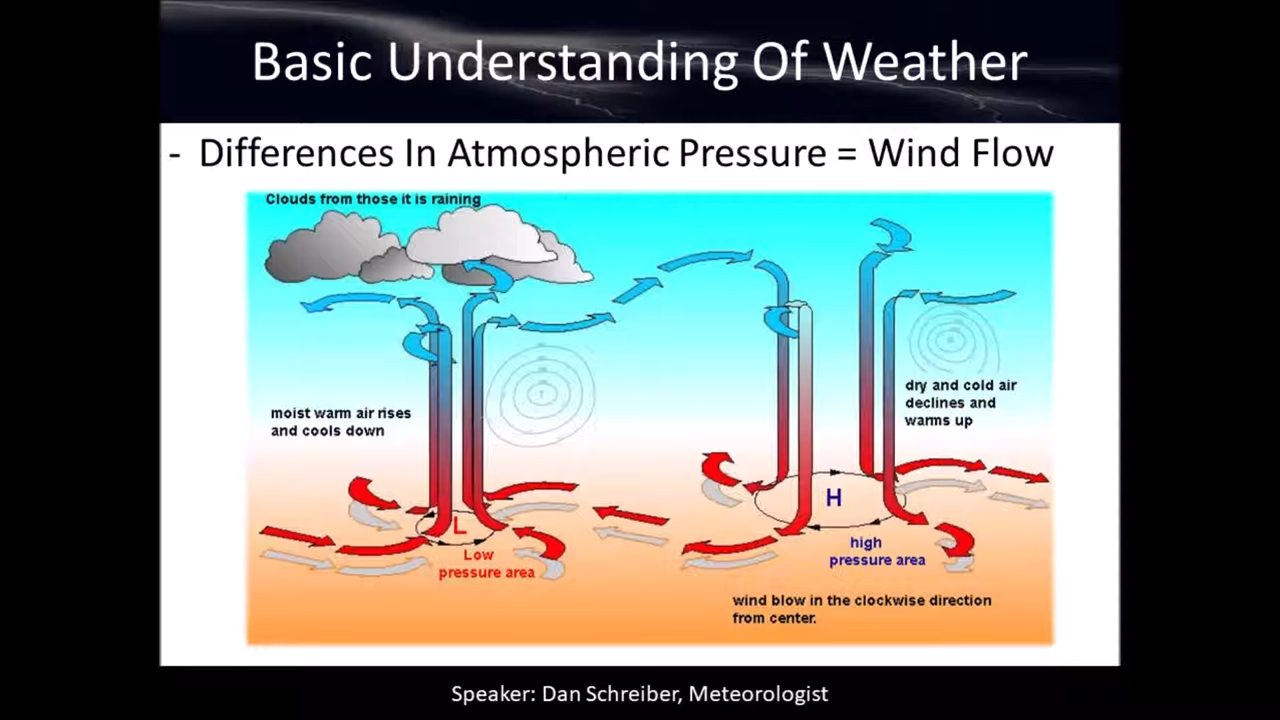 Basic Understanding Of Weather
- Differences In Atmospheric Pressure = Wind Flow
Clouds from those it is raining
moist warm air rises
and cools down
dry and cold air
declines and
warms up
L
Low
pressure area
H
high
pressure area
wind blow in the clockwise direction
from center.
Speaker: Dan Schreiber, Meteorologist